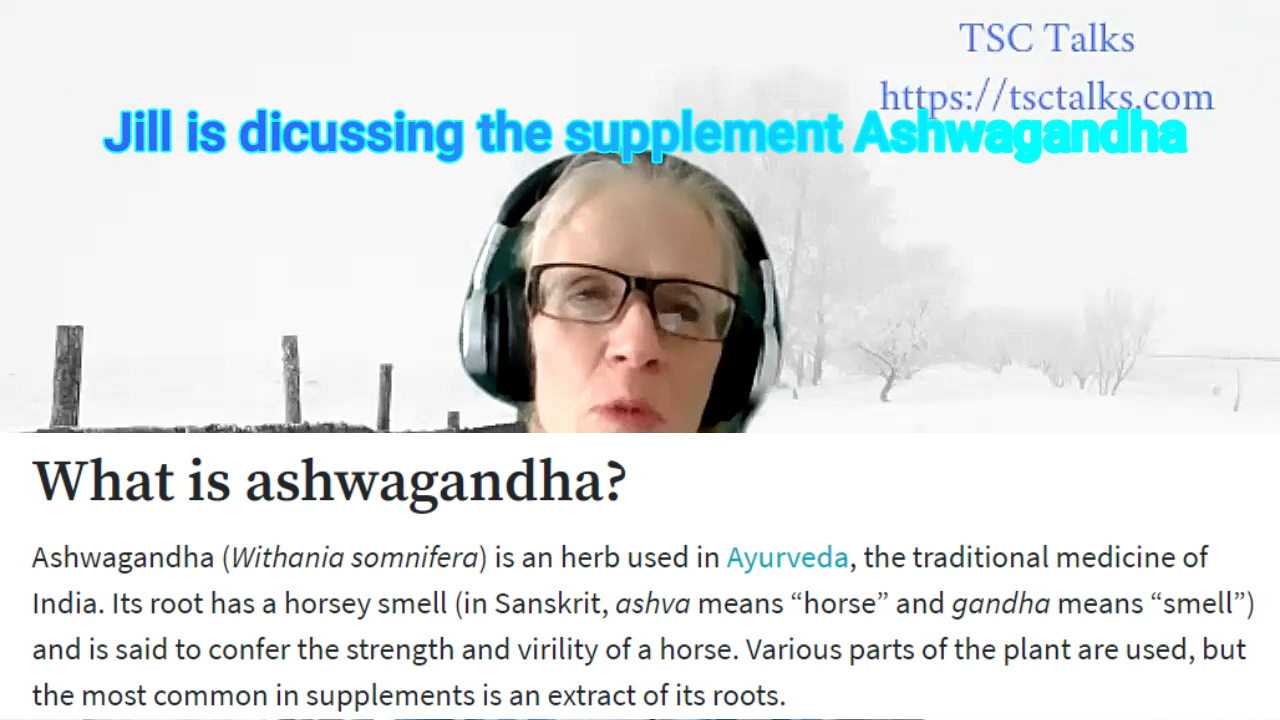 TSC Talks
https://tsctalks.com
Jill is dicussing the supplement Ashwagandha
What is ashwagandha?
Ashwagandha (Withania somnifera) is an herb used in Ayurveda, the traditional medicine of
India. Its root has a horsey smell (in Sanskrit, ashva means “horse” and gandha means “smell”)
and is said to confer the strength and virility of a horse. Various parts of the plant are used, but
the most common in supplements is an extract of its roots.